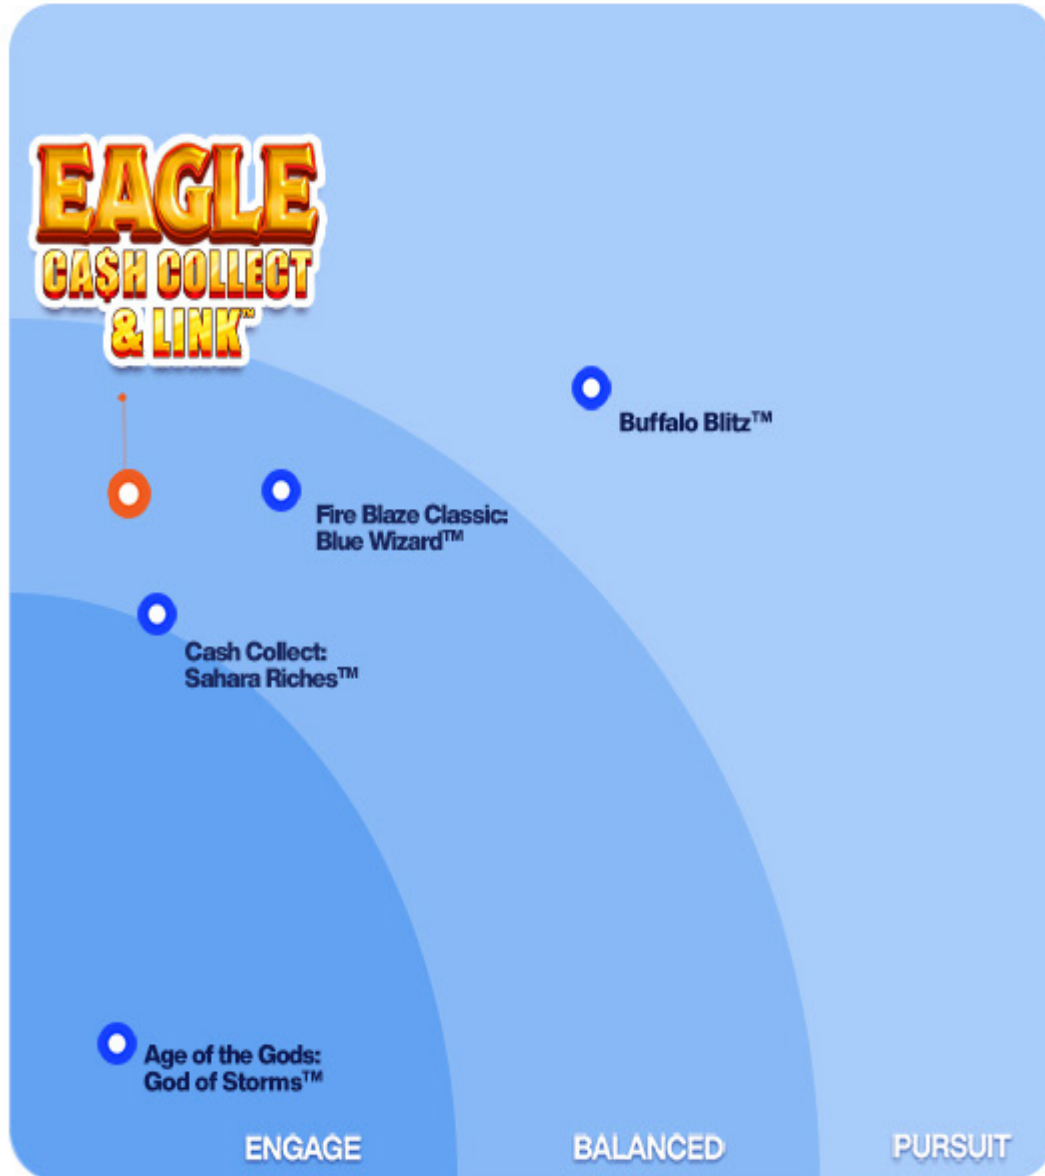 EAGLE
CA$H COLLECT
& LINK™
Buffalo Blitz™
Fire Blaze Classic:
Blue Wizard™
Cash Collect:
Sahara Riches™
Age of the Gods:
God of Storms™
ENGAGE
BALANCED
PURSUIT